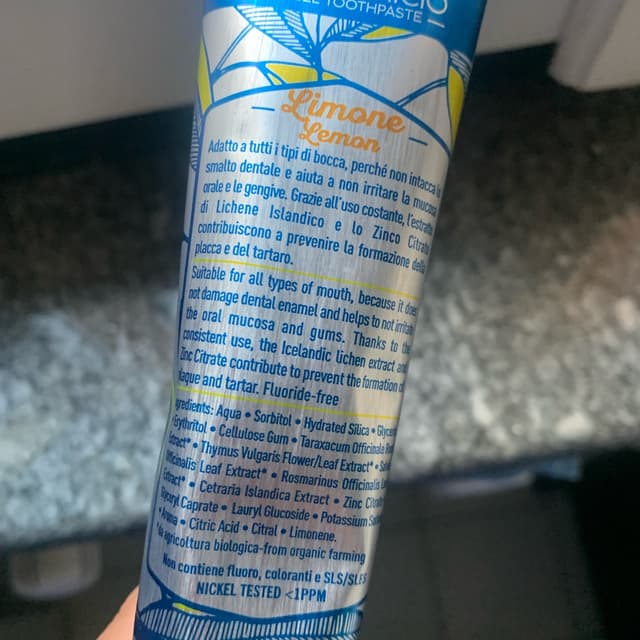 TOOTHPASTE
Limone
Lemon
Adatto a tutti i tipi di bocca, perché non intacca lo
smalto dentale e aiuta a non irritare la mucosa
orale e le gengive. Grazie all'uso costante, l'estratto
di Lichene Islandico e lo Zinco Citrato
contribuiscono a prevenire la formazione della
placca e del tartaro.
Suitable for all types of mouth, because it does
not damage dental enamel and helps to not irritate
the oral mucosa and gums. Thanks to the
consistent use, the Icelandic lichen extract and
Zinc Citrate contribute to prevent the formation of
plaque and tartar. Fluoride-free
Ingredients: Aqua • Sorbitol • Hydrated Silica •
• Erythritol • Cellulose Gum • Taraxacum Officinale
Extract* • Thymus Vulgaris Flower/Leaf Extract* •
Officinalis Leaf Extract* • Rosmarinus Officinalis
Extract* • Cetraria Islandica Extract • Zinc Citrate
Glyceryl Caprate • Lauryl Glucoside • Potassium
• Aroma • Citric Acid • Citral • Limonene.
*da agricoltura biologica-from organic farming
Non contiene fluoro, coloranti e SLS/SLES
NICKEL TESTED <1PPM